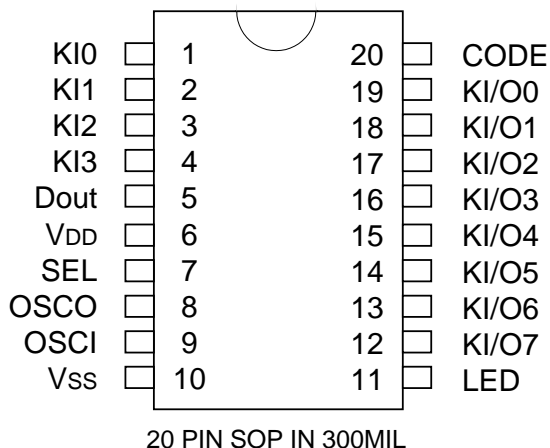 KI0 1 20 CODE
KI1 2 19 KI/O0
KI2 3 18 KI/O1
KI3 4 17 KI/O2
Dout 5 16 KI/O3
VDD 6 15 KI/O4
SEL 7 14 KI/O5
OSCO 8 13 KI/O6
OSCI 9 12 KI/O7
VSS 10 11 LED
20 PIN SOP IN 300MIL